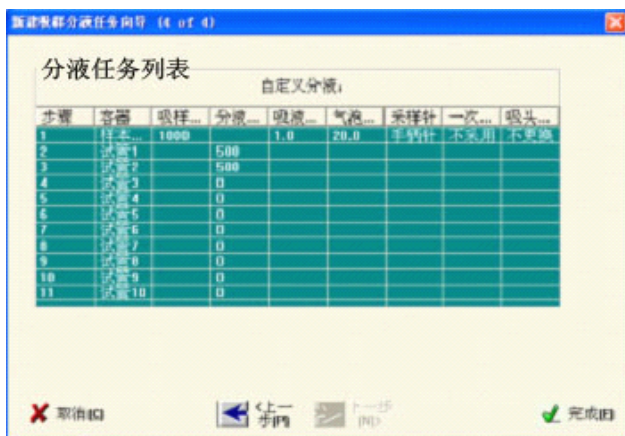 新建吸样分液任务向导 (4 of 4)
分液任务列表
自定义分液:
步骤 容器 吸样... 分液... 吸液... 气泡... 采样针 一次... 吸头...
1 样本... 1000 1.0 20.0 手柄针 不采用 不更换
2 试管1 500
3 试管2 500
4 试管3 0
5 试管4 0
6 试管5 0
7 试管6 0
8 试管7 0
9 试管8 0
10 试管9 0
11 试管10 0
取消(C) <上一步(P) 下一步(N)> 完成(F)